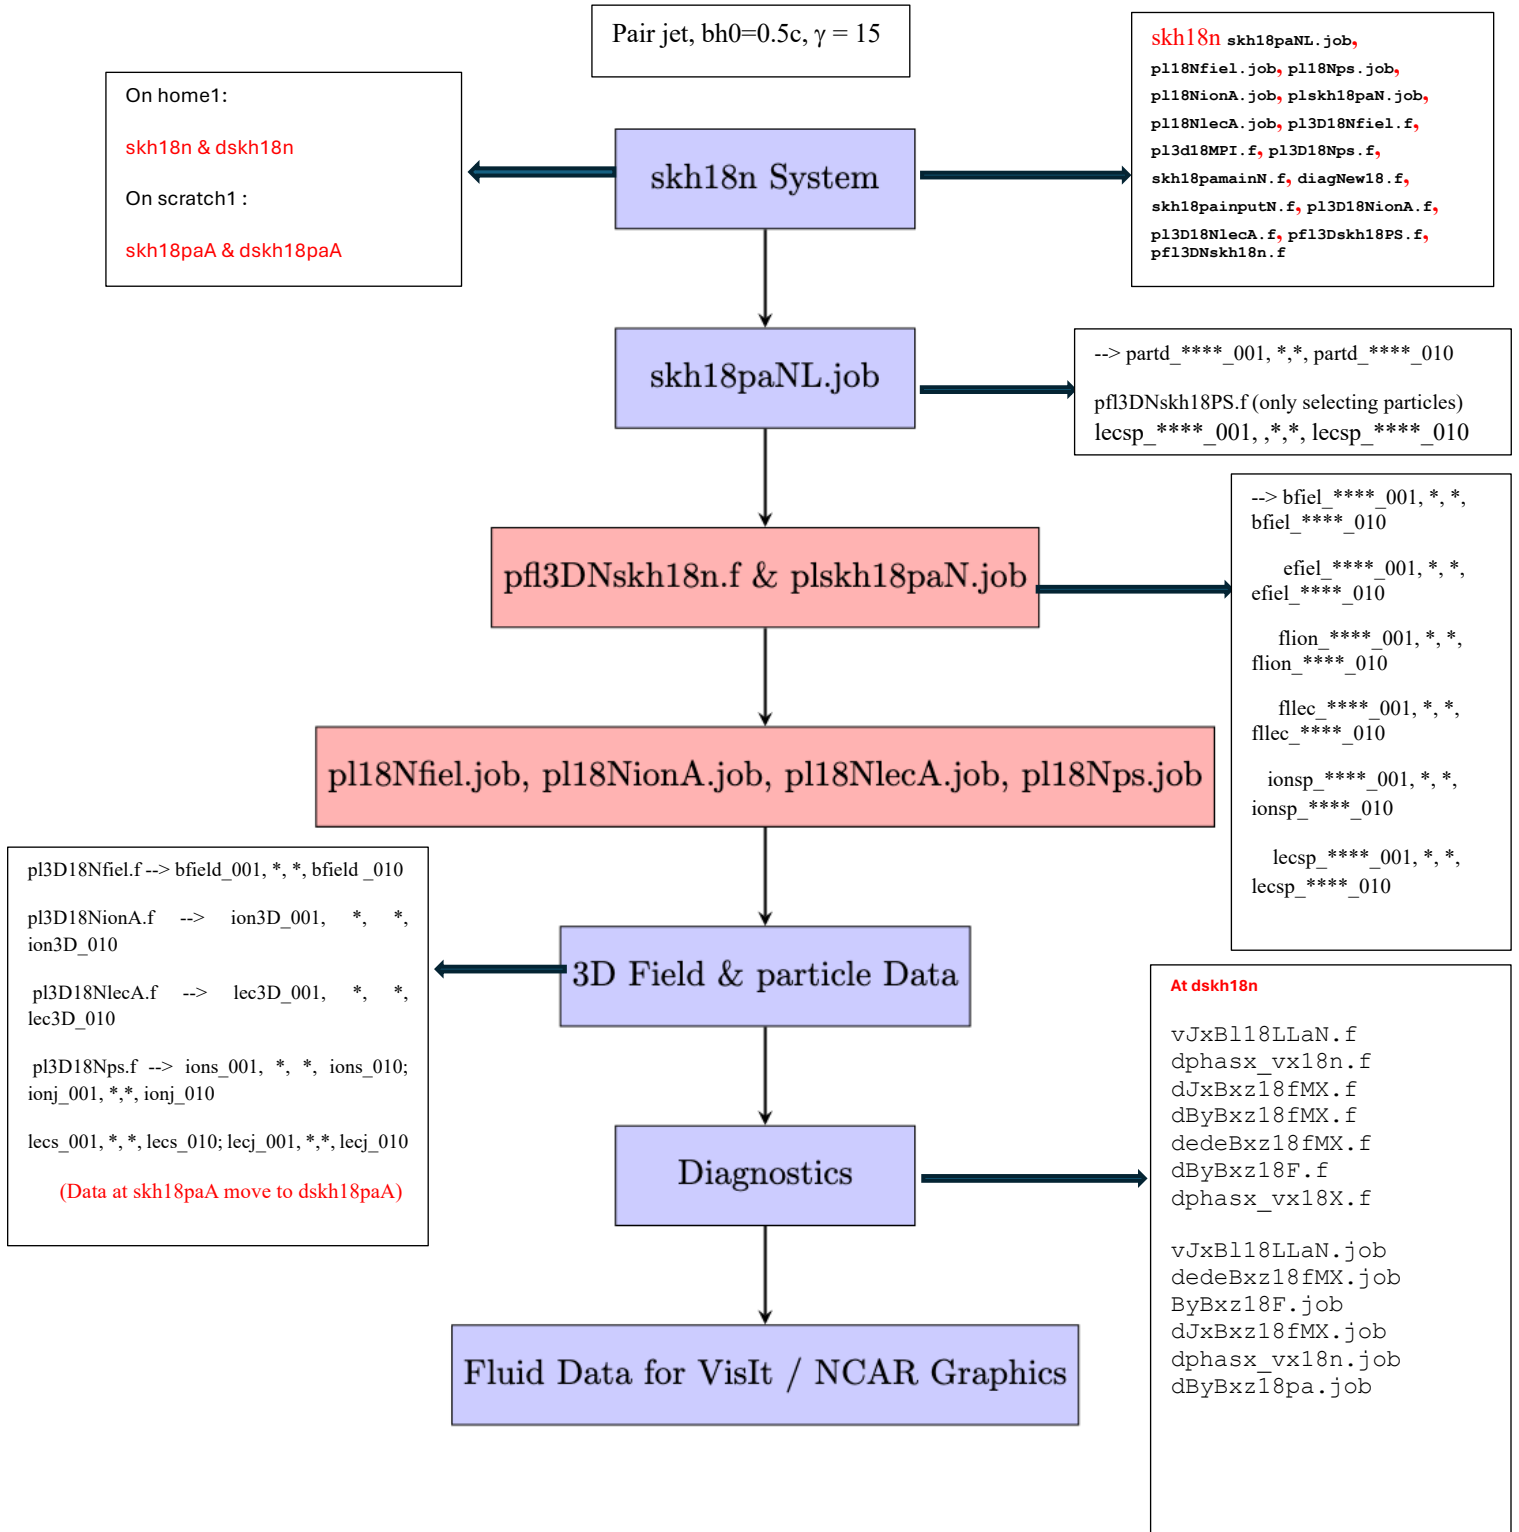 Pair jet, bh0=0.5c, γ = 15
On home1:
skh18n & dskh18n
On scratch1 :
skh18paA & dskh18paA
skh18n System
skh18n skh18paNL.job,
pl18Nfiel.job, pl18Nps.job,
pl18NionA.job, plskh18paN.job,
pl18NlecA.job, pl3D18Nfiel.f,
pl3d18MPI.f, pl3D18Nps.f,
skh18pamainN.f, diagNew18.f,
skh18painputN.f, pl3D18NionA.f,
pl3D18NlecA.f, pfl3Dskh18PS.f,
pfl3DNskh18n.f
skh18paNL.job
--> partd_****_001, *,*, partd_****_010
pfl3DNskh18PS.f (only selecting particles)
lecsp_****_001, ,*,*, lecsp_****_010
pfl3DNskh18n.f & plskh18paN.job
--> bfiel_****_001, *, *,
bfiel_****_010
efiel_****_001, *, *,
efiel_****_010
flion_****_001, *, *,
flion_****_010
fllec_****_001, *, *,
fllec_****_010
ionsp_****_001, *, *,
ionsp_****_010
lecsp_****_001, *, *,
lecsp_****_010
pl18Nfiel.job, pl18NionA.job, pl18NlecA.job, pl18Nps.job
pl3D18Nfiel.f --> bfield_001, *, *, bfield _010
pl3D18NionA.f --> ion3D_001, *, *,
ion3D_010
pl3D18NlecA.f --> lec3D_001, *, *,
lec3D_010
pl3D18Nps.f --> ions_001, *, *, ions_010;
ionj_001, *,*, ionj_010
lecs_001, *, *, lecs_010; lecj_001, *,*, lecj_010
(Data at skh18paA move to dskh18paA)
3D Field & particle Data
Diagnostics
At dskh18n
vJxBl18LLaN.f
dphasx_vx18n.f
dJxBxz18fMX.f
dByBxz18fMX.f
dedeBxz18fMX.f
dByBxz18F.f
dphasx_vx18X.f
vJxBl18LLaN.job
dedeBxz18fMX.job
ByBxz18F.job
dJxBxz18fMX.job
dphasx_vx18n.job
dByBxz18pa.job
Fluid Data for VisIt / NCAR Graphics